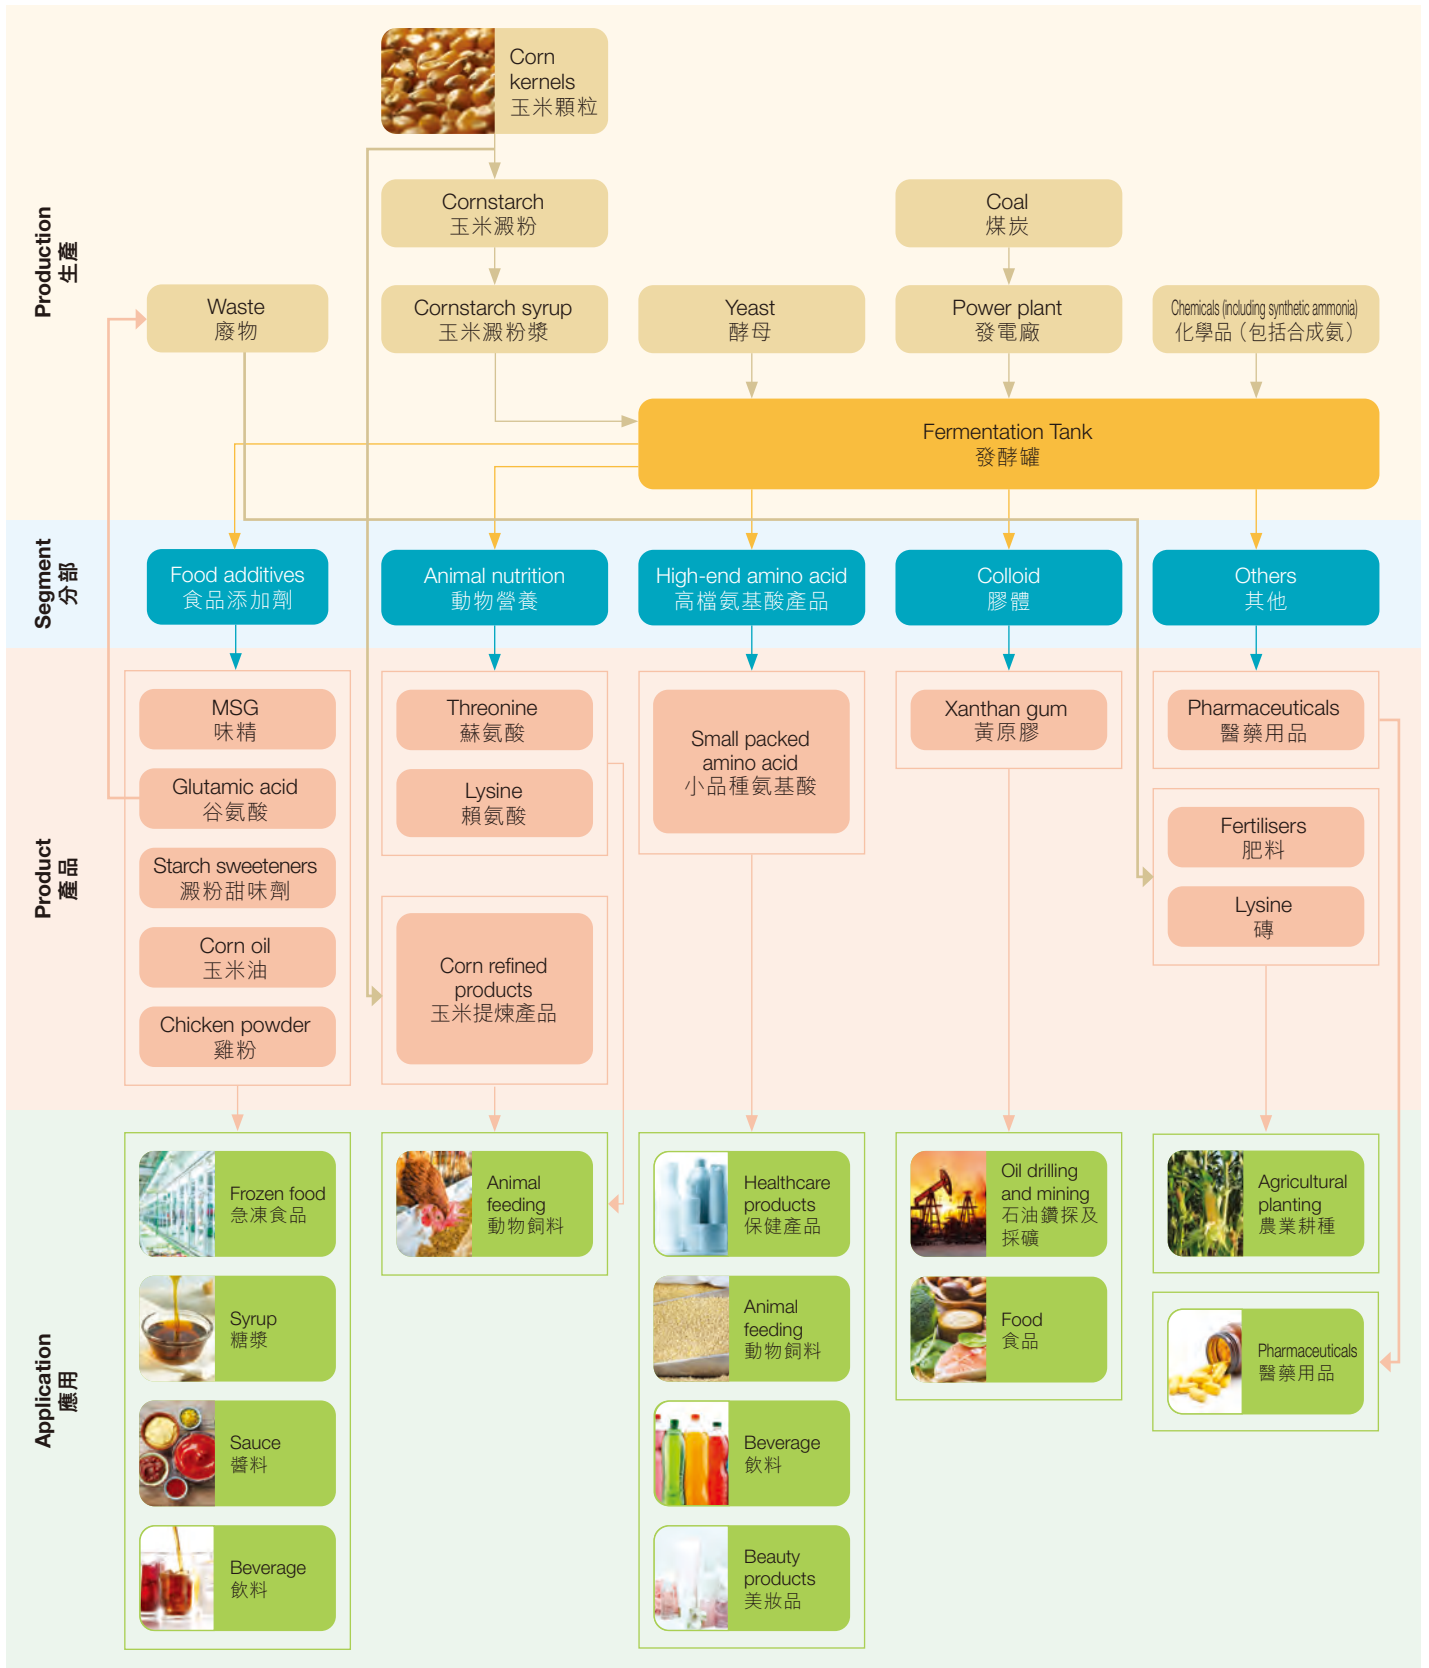 Production
生產
Corn
kernels
玉米顆粒
Cornstarch
玉米澱粉
Coal
煤炭
Waste
廢物
Cornstarch syrup
玉米澱粉漿
Yeast
酵母
Power plant
發電廠
Chemicals (including synthetic ammonia)
化學品（包括合成氨）
Fermentation Tank
發酵罐
Segment
分部
Food additives
食品添加劑
Animal nutrition
動物營養
High-end amino acid
高檔氨基酸產品
Colloid
膠體
Others
其他
Product
產品
MSG
味精
Glutamic acid
谷氨酸
Starch sweeteners
澱粉甜味劑
Corn oil
玉米油
Chicken powder
雞粉
Threonine
蘇氨酸
Lysine
賴氨酸
Corn refined
products
玉米提煉產品
Small packed
amino acid
小品種氨基酸
Xanthan gum
黃原膠
Pharmaceuticals
醫藥用品
Fertilisers
肥料
Lysine
磚
Application
應用
Frozen food
急凍食品
Syrup
糖漿
Sauce
醬料
Beverage
飲料
Animal
feeding
動物飼料
Healthcare
products
保健產品
Animal
feeding
動物飼料
Beverage
飲料
Beauty
products
美妝品
Oil drilling
and mining
石油鑽探及
採礦
Food
食品
Agricultural
planting
農業耕種
Pharmaceuticals
醫藥用品